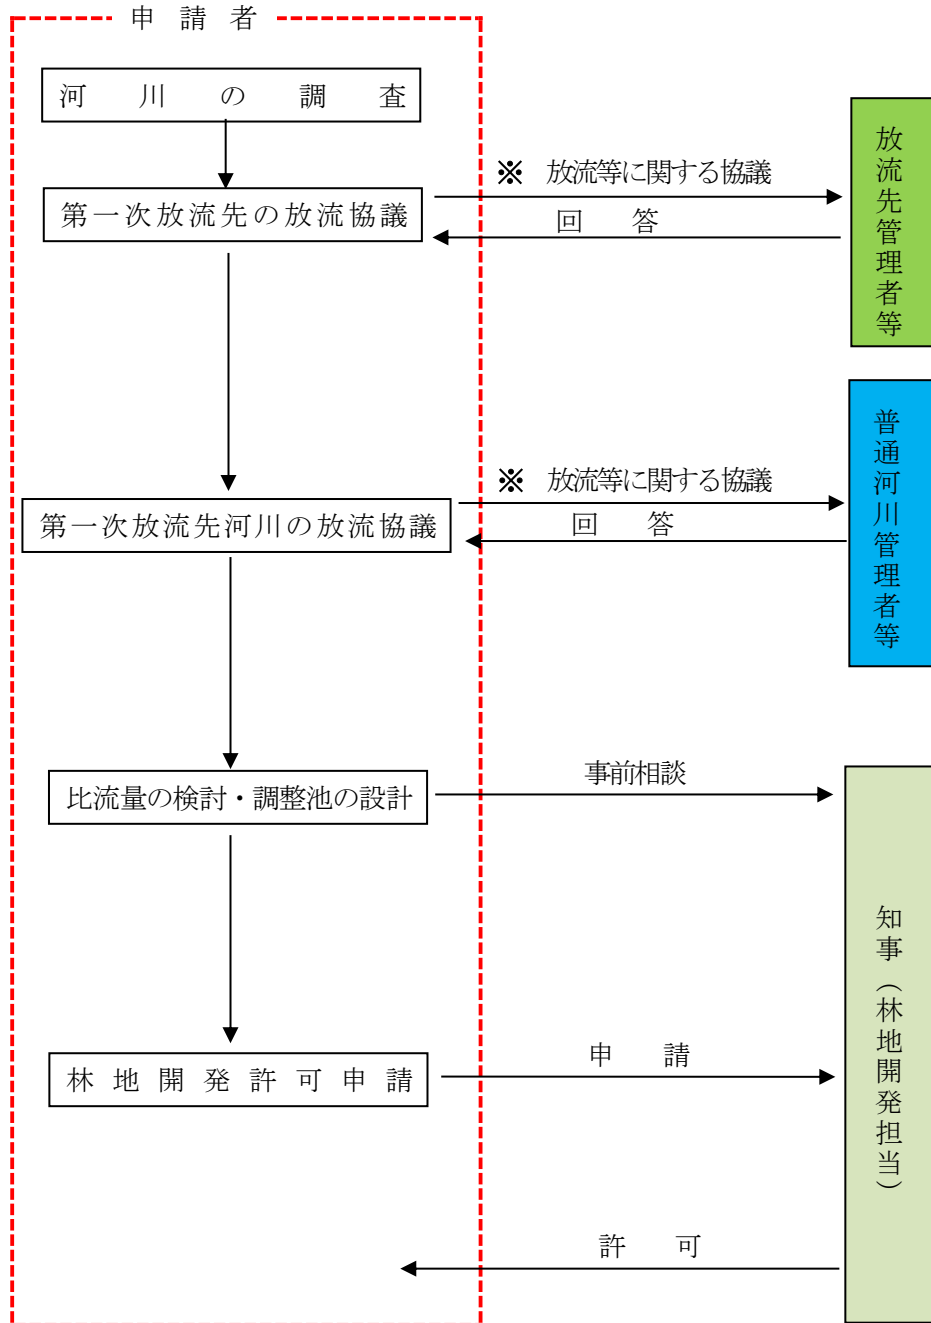 申請者
河川の調査
※ 放流等に関する協議
第一次放流先の放流協議
回答
放流先管理者等
※ 放流等に関する協議
第一次放流先河川の放流協議
回答
普通河川管理者等
事前相談
比流量の検討・調整池の設計
申請
林地開発許可申請
知事（林地開発担当）
許可